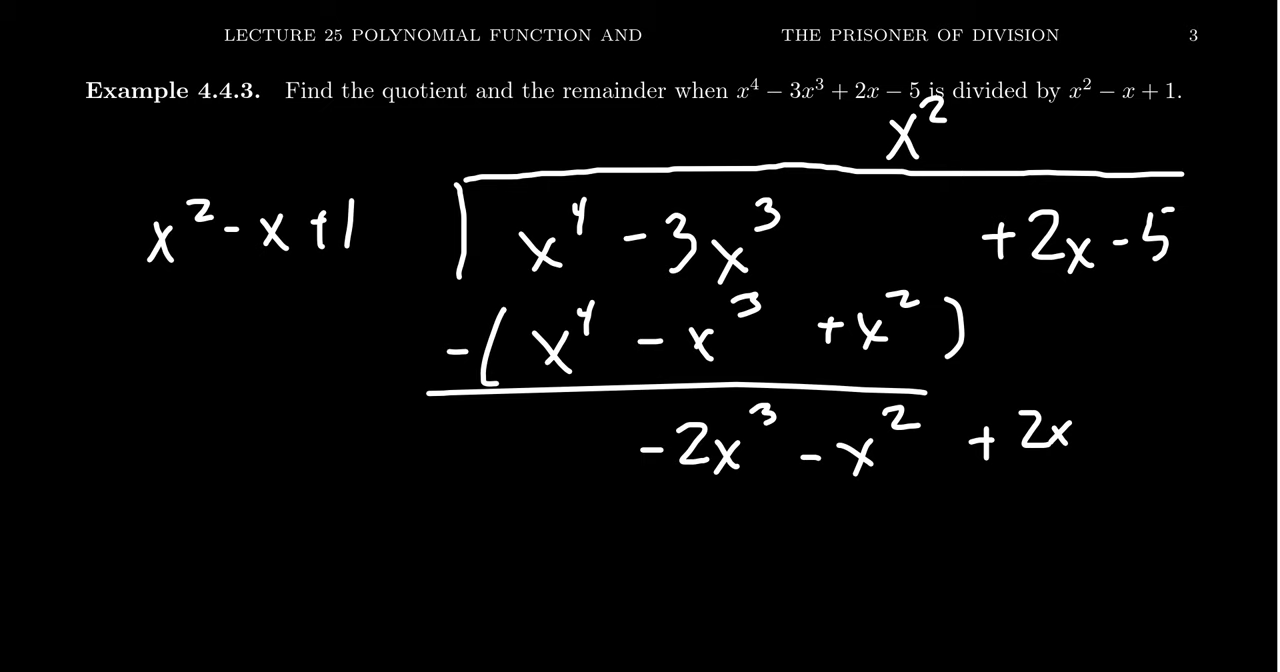 LECTURE 25 POLYNOMIAL FUNCTION AND THE PRISONER OF DIVISION 3
Example 4.4.3. Find the quotient and the remainder when x⁴ − 3x³ + 2x − 5 is divided by x² − x + 1.
x²
x² - x + 1 x⁴ - 3x³ + 2x - 5
-( x⁴ - x³ + x² )
- 2x³ - x² + 2x